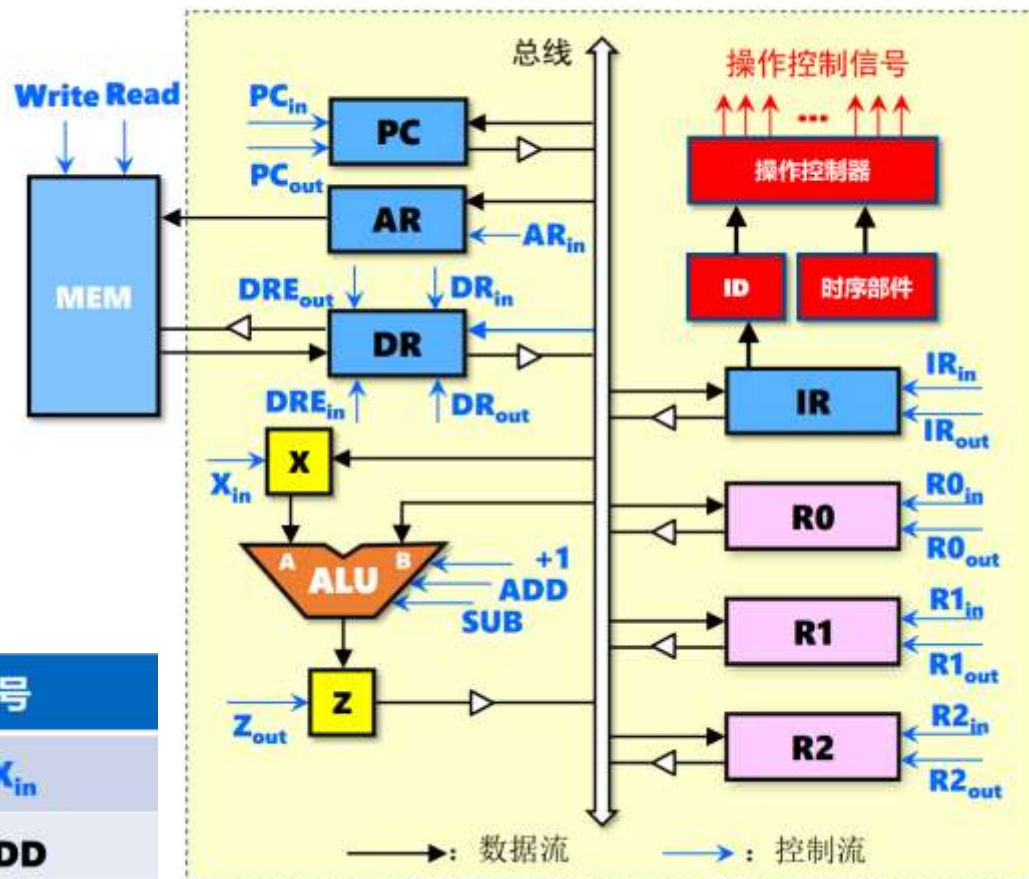 总线
操作控制信号
Write Read
PCin
PC
PCout
...
操作控制器
AR
ARin
MEM
DREout
DRin
ID
时序部件
DR
DREin
DRout
IR
IRin
IRout
X
Xin
R0
R0in
R0out
A
B
ALU
+1
ADD
SUB
R1
R1in
R1out
号
Z
Zout
R2
R2in
R2out
Xin
DD
：数据流
：控制流